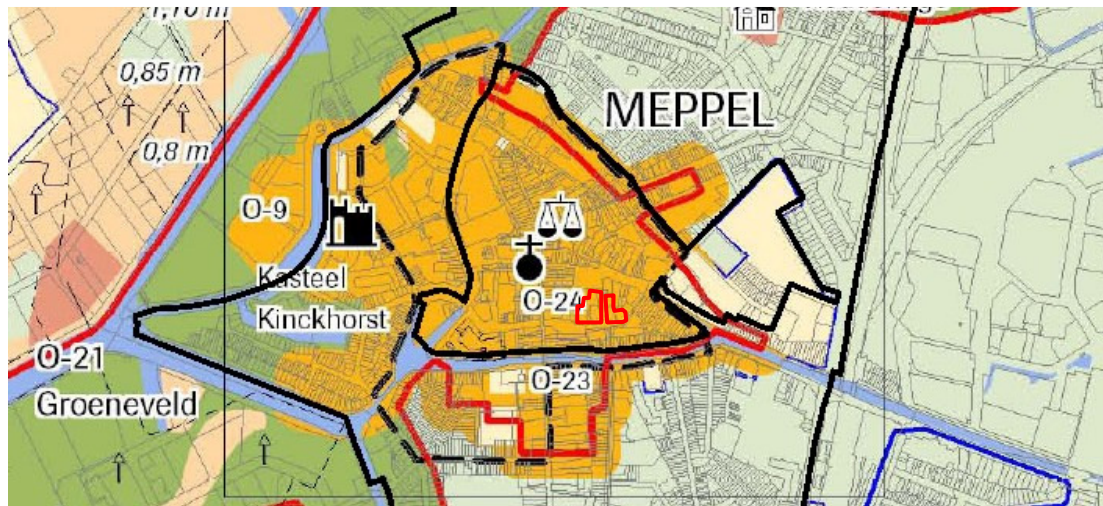 0,85 m
MEPPEL
0,8 m
O-9
Kasteel
O-24
Kinckhorst
O-21
O-23
Groeneveld